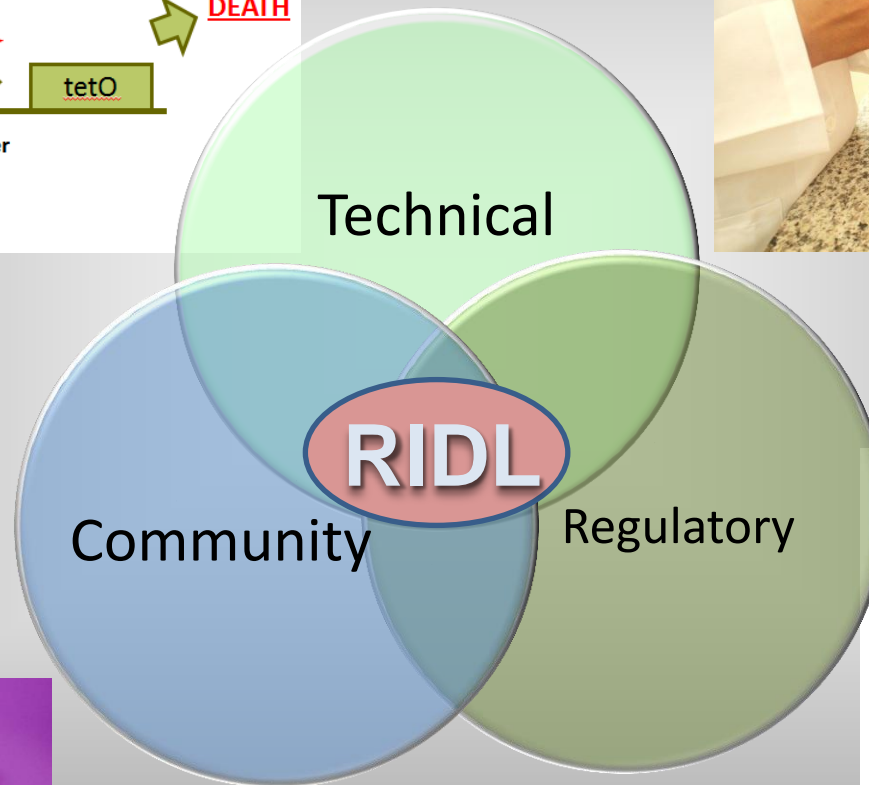 DEATH
tetO
Technical
RIDL
Community
Regulatory